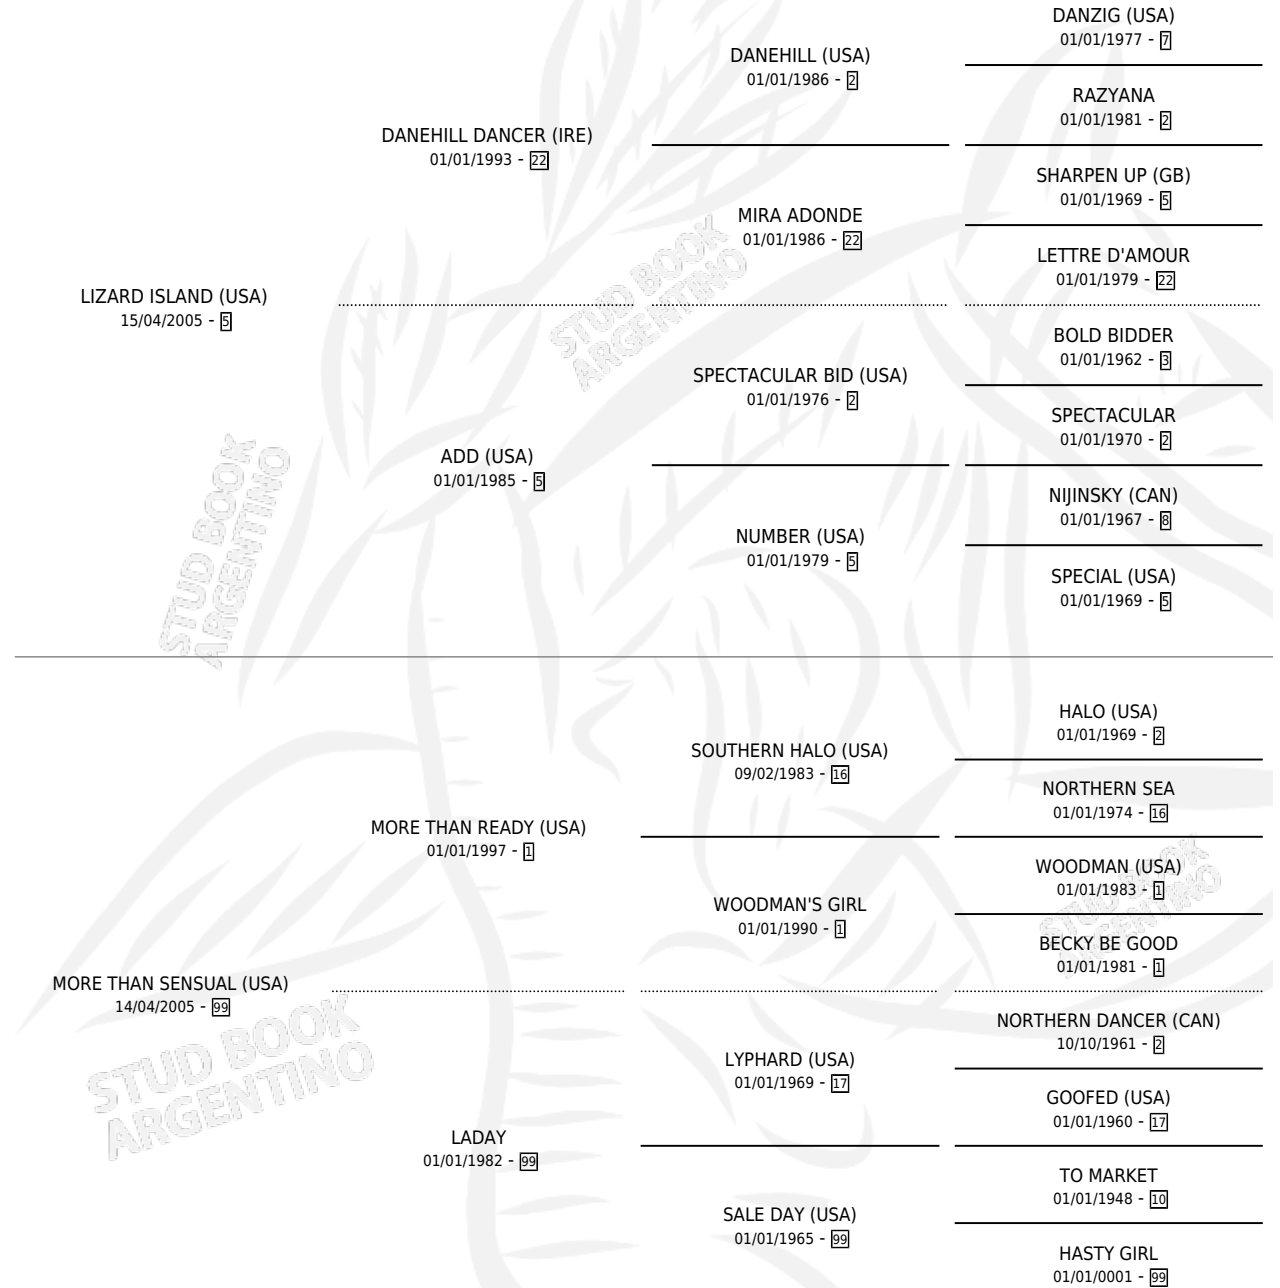 DANZIG (USA)
01/01/1977 - 7
DANEHILL (USA)
01/01/1986 - 2
RAZYANA
01/01/1981 - 2
DANEHILL DANCER (IRE)
01/01/1993 - 22
SHARPEN UP (GB)
01/01/1969 - 5
MIRA ADONDE
01/01/1986 - 22
LETTRE D'AMOUR
01/01/1979 - 22
LIZARD ISLAND (USA)
15/04/2005 - 5
BOLD BIDDER
01/01/1962 - 3
SPECTACULAR BID (USA)
01/01/1976 - 2
SPECTACULAR
01/01/1970 - 2
ADD (USA)
01/01/1985 - 5
NIJINSKY (CAN)
01/01/1967 - 8
NUMBER (USA)
01/01/1979 - 5
SPECIAL (USA)
01/01/1969 - 5
STUD BOOK
ARGENTINO
STUD BOOK
ARGENTINO
HALO (USA)
01/01/1969 - 2
SOUTHERN HALO (USA)
09/02/1983 - 16
NORTHERN SEA
01/01/1974 - 16
MORE THAN READY (USA)
01/01/1997 - 1
WOODMAN (USA)
01/01/1983 - 1
WOODMAN'S GIRL
01/01/1990 - 1
BECKY BE GOOD
01/01/1981 - 1
STUD BOOK
ARGENTINO
MORE THAN SENSUAL (USA)
14/04/2005 - 99
NORTHERN DANCER (CAN)
10/10/1961 - 2
LYPHARD (USA)
01/01/1969 - 17
GOOFED (USA)
01/01/1960 - 17
STUD BOOK
ARGENTINO
LADAY
01/01/1982 - 99
TO MARKET
01/01/1948 - 10
SALE DAY (USA)
01/01/1965 - 99
HASTY GIRL
01/01/0001 - 99